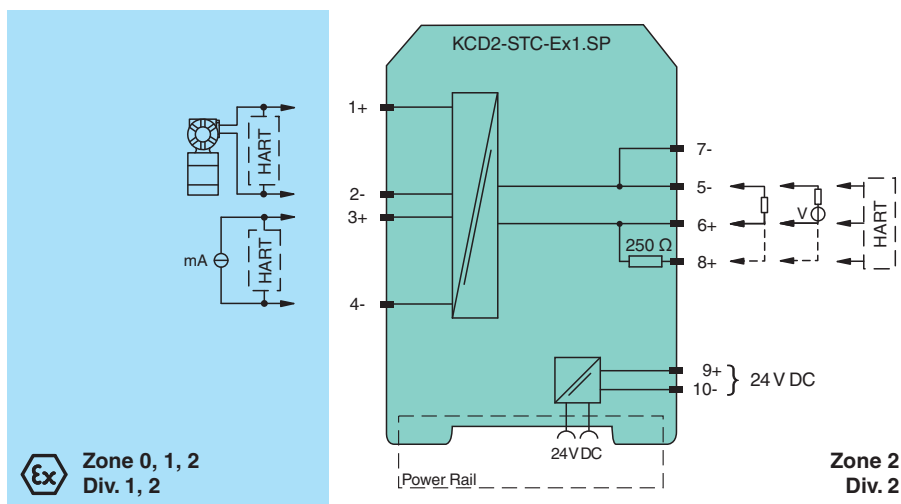 KCD2-STC-Ex1.SP
1+
HART
2-
3+
mA
HART
4-
7-
5-
6+
250 Ω
8+
V
HART
9+
10-
24 V DC
24V DC
Power Rail
Ex
Zone 0, 1, 2
Div. 1, 2
Zone 2
Div. 2